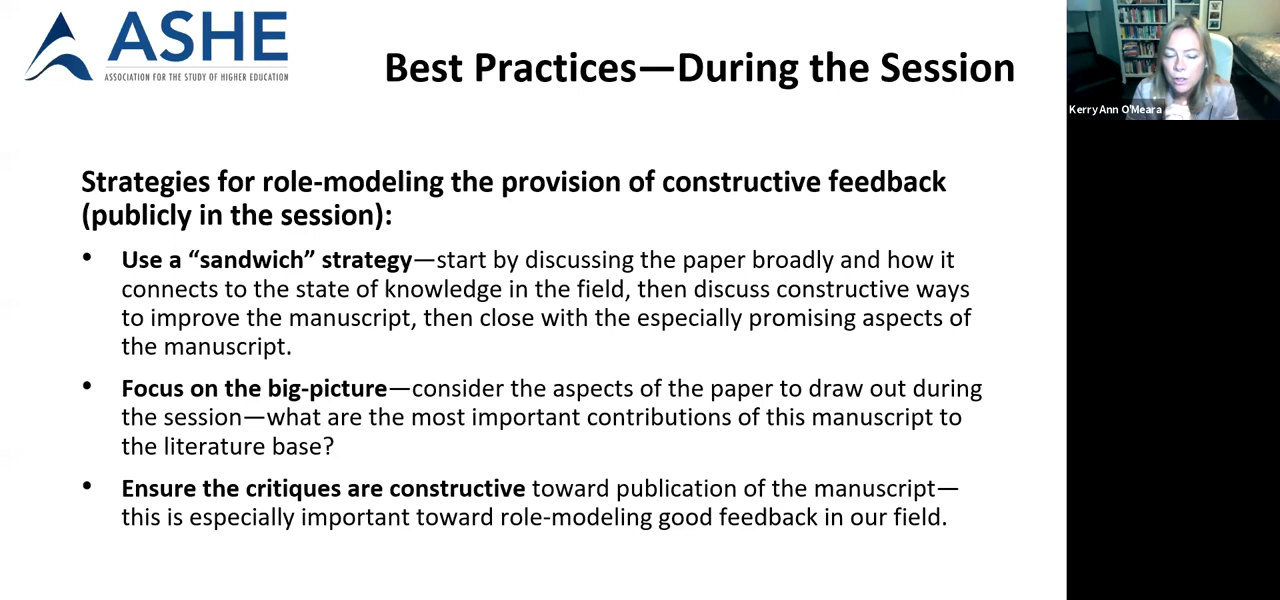 ASHE
ASSOCIATION FOR THE STUDY OF HIGHER EDUCATION
Best Practices—During the Session
Kerry Ann O'Meara
Strategies for role-modeling the provision of constructive feedback
(publicly in the session):
• Use a “sandwich” strategy—start by discussing the paper broadly and how it
connects to the state of knowledge in the field, then discuss constructive ways
to improve the manuscript, then close with the especially promising aspects of
the manuscript.
• Focus on the big-picture—consider the aspects of the paper to draw out during
the session—what are the most important contributions of this manuscript to
the literature base?
• Ensure the critiques are constructive toward publication of the manuscript—
this is especially important toward role-modeling good feedback in our field.